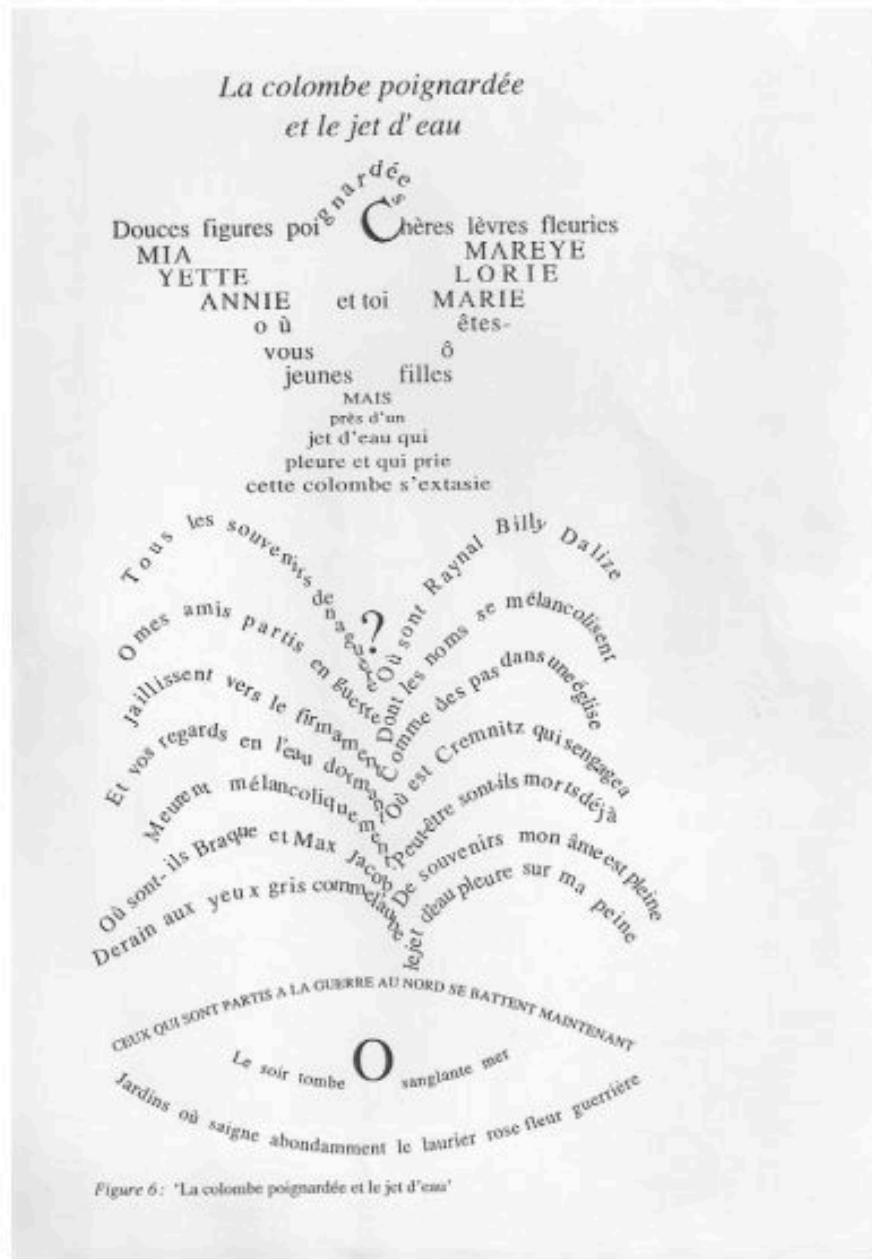 La colombe poignardée
et le jet d'eau
Douces figures poignardées Chères lèvres fleuries
MIA MAREYE
YETTE LORIE
ANNIE et toi MARIE
où êtes-
vous ô
jeunes filles
MAIS
près d'un
jet d'eau qui
pleure et qui prie
cette colombe s'extasie
Tous les souvenirs de naguère
O mes amis partis en guerre
Jaillissent vers le firmament
Et vos regards en l'eau dormant
Meurent mélancoliquement
Où sont-ils Braque et Max Jacob
Derain aux yeux gris comme l'aube
?
Où sont Raynal Billy Dalize
Dont les noms se mélancolisent
Comme des pas dans une église
Où est Cremnitz qui s'engagea
Peut-être sont-ils morts déjà
De souvenirs mon âme est pleine
le jet d'eau pleure sur ma peine
CEUX QUI SONT PARTIS A LA GUERRE AU NORD SE BATTENT MAINTENANT
Le soir tombe O sanglante mer
Jardins où saigne abondamment le laurier rose fleur guerrière
Figure 6: 'La colombe poignardée et le jet d'eau'